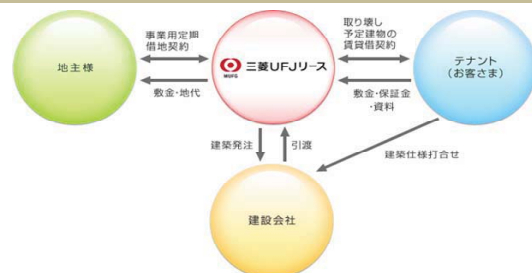 事業用定期
借地契約
取り壊し
予定建物の
賃貸借契約
地主様
MUFG
三菱UFJリース
テナント
(お客さま)
敷金・地代
敷金・保証金
・資料
建築発注
引渡
建築仕様打合せ
建設会社